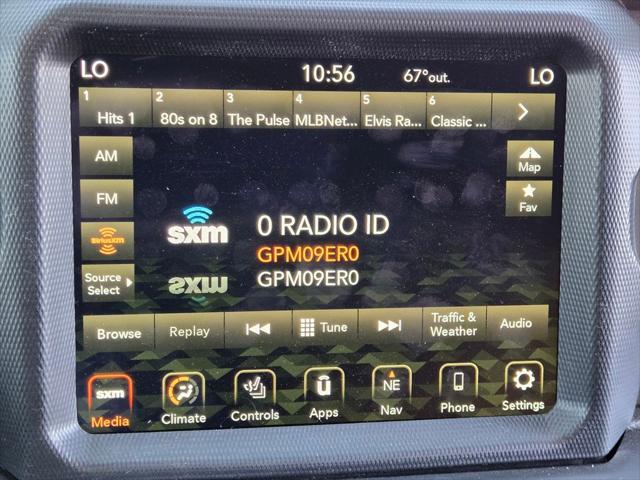 LO 10:56 67°out. LO
1 2 3 4 5 6
Hits 1 80s on 8 The Pulse MLBNet... Elvis Ra... Classic ...
AM
Map
FM
Fav
SiriusXM
sxm
0 RADIO ID
GPM09ER0
GPM09ER0
Source
Select
Browse Replay Tune Traffic &
Weather Audio
sxm NE
Media Climate Controls Apps Nav Phone Settings